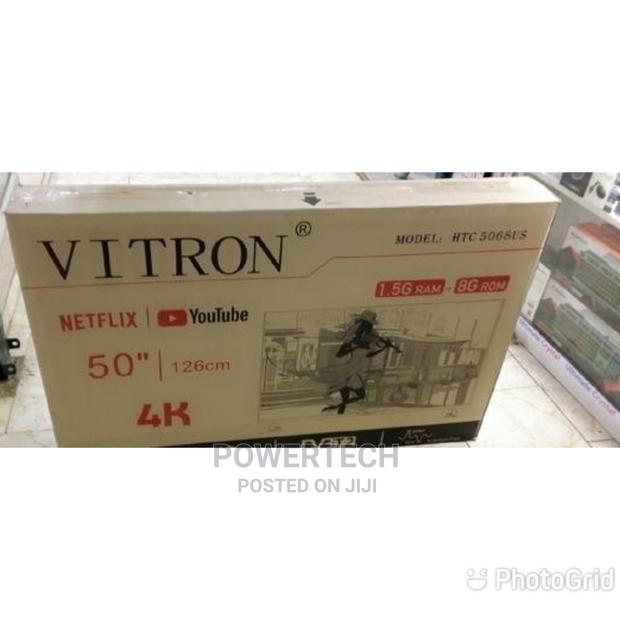 VITRON®
MODEL: HTC 5068US
1.5G RAM + 8G ROM
NETFLIX | YouTube
50" | 126cm
4K
POWERTECH
POSTED ON JIJI
PhotoGrid